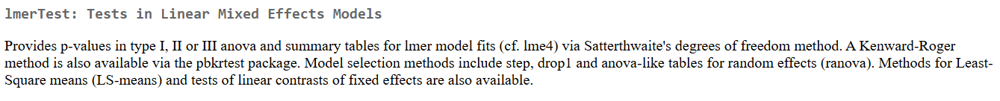 lmerTest: Tests in Linear Mixed Effects Models
Provides p-values in type I, II or III anova and summary tables for lmer model fits (cf. lme4) via Satterthwaite's degrees of freedom method. A Kenward-Roger
method is also available via the pbkrtest package. Model selection methods include step, drop1 and anova-like tables for random effects (ranova). Methods for Least-
Square means (LS-means) and tests of linear contrasts of fixed effects are also available.